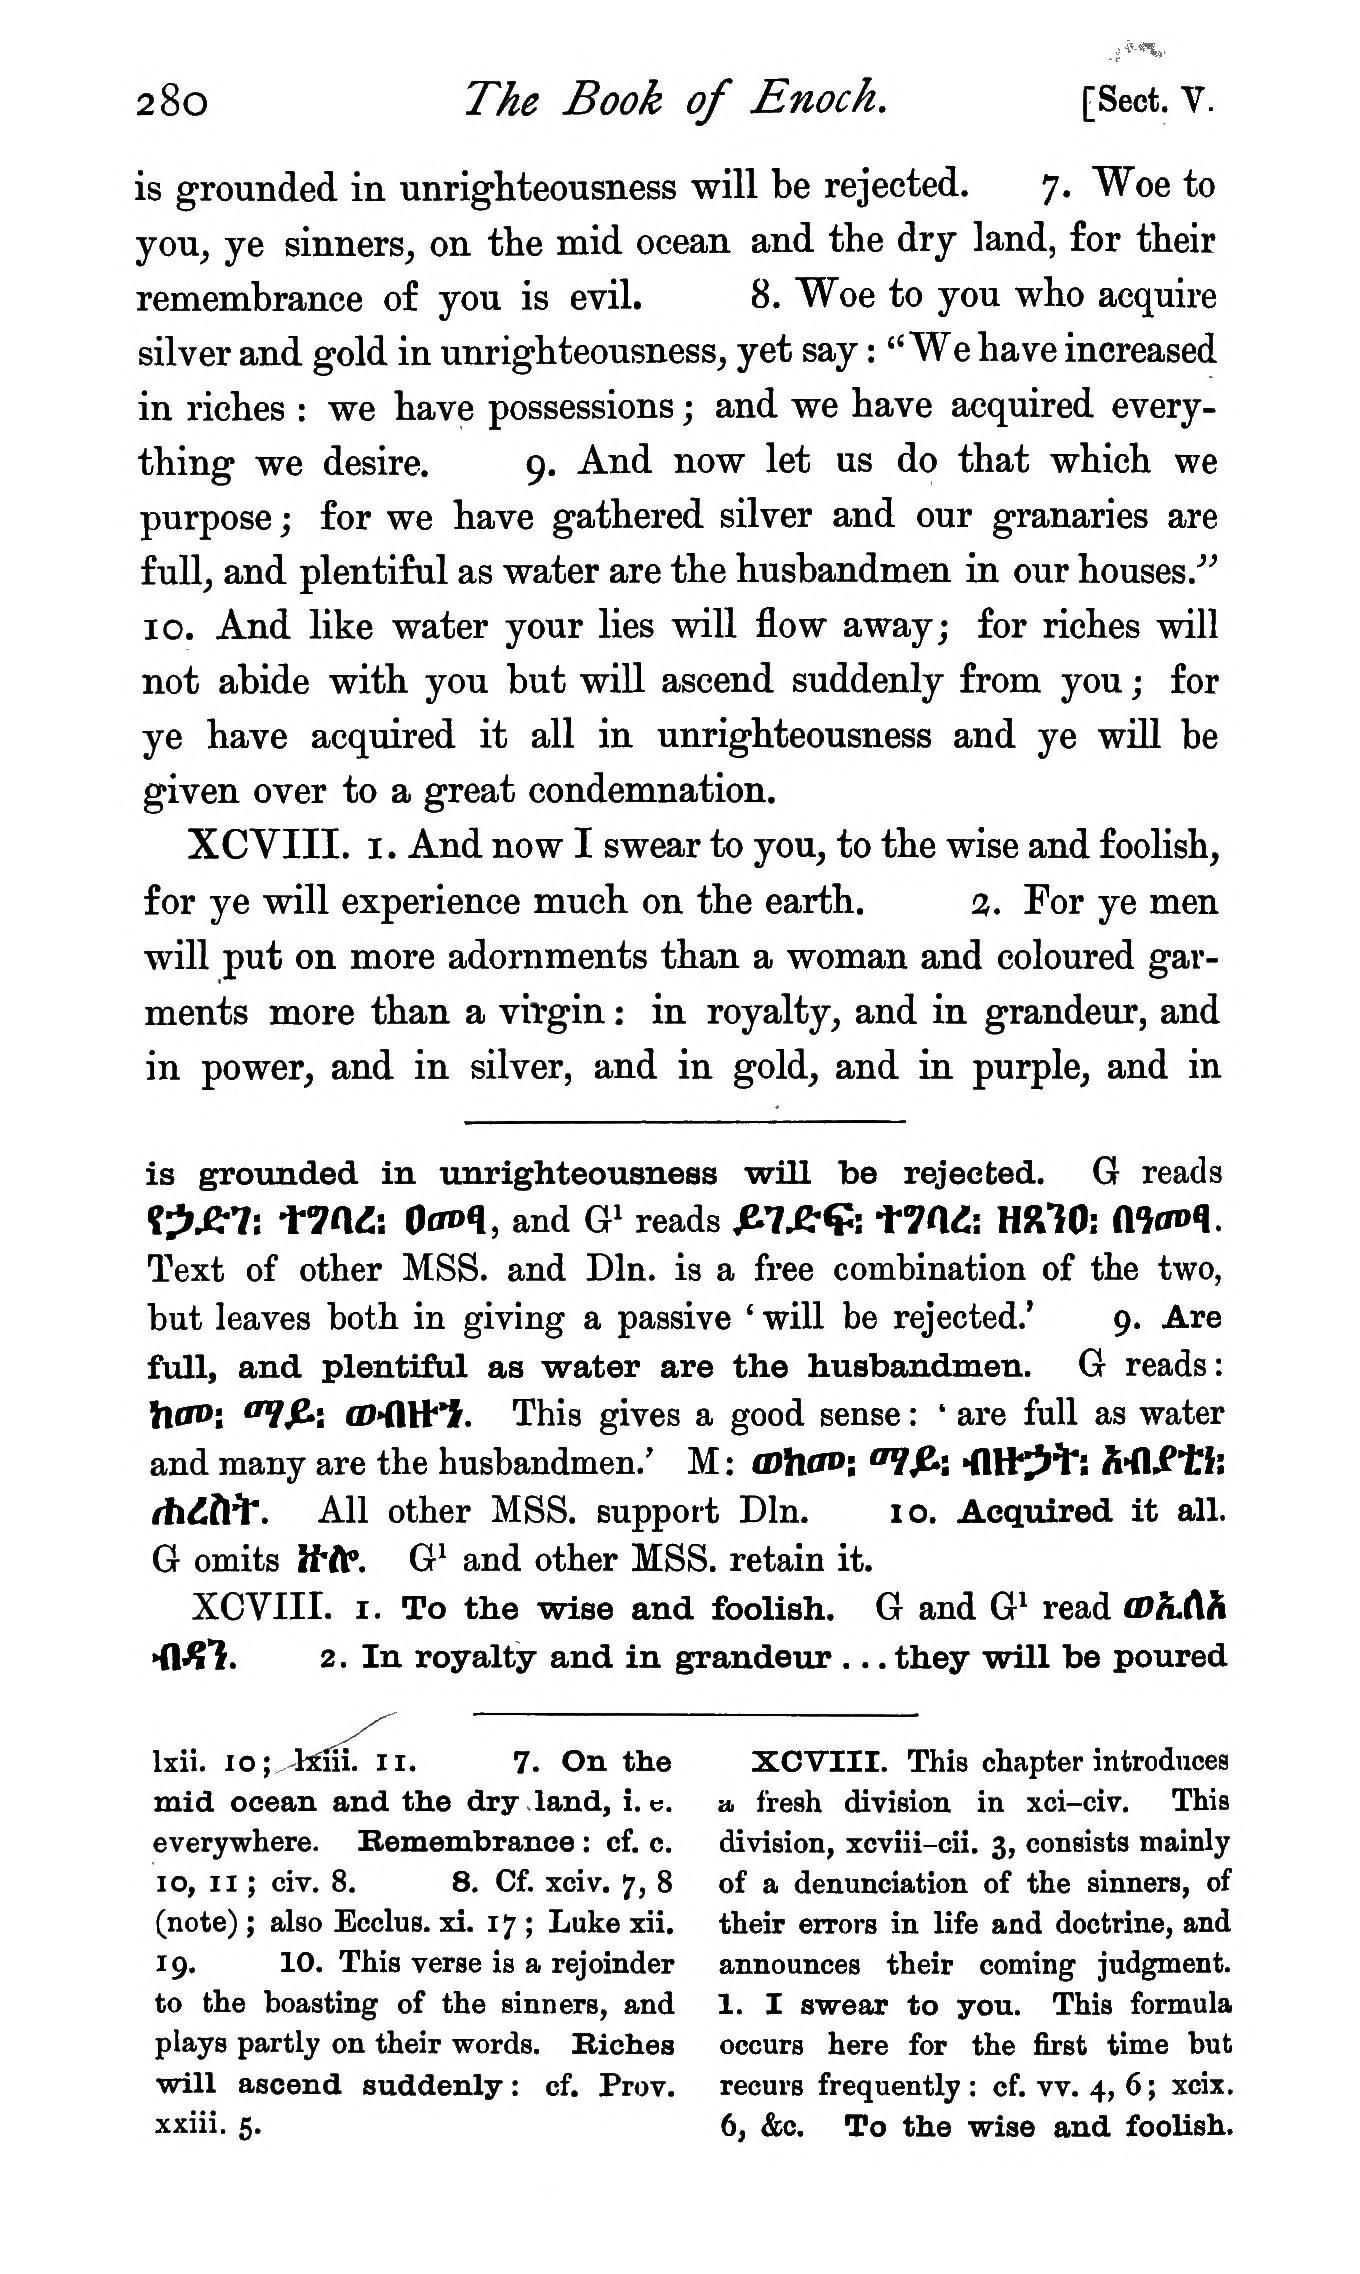 280 The Book of Enoch. [Sect. V.
is grounded in unrighteousness will be rejected. 7. Woe to
you, ye sinners, on the mid ocean and the dry land, for their
remembrance of you is evil. 8. Woe to you who acquire
silver and gold in unrighteousness, yet say : “We have increased
in riches : we have possessions ; and we have acquired every-
thing we desire. 9. And now let us do that which we
purpose ; for we have gathered silver and our granaries are
full, and plentiful as water are the husbandmen in our houses.”
10. And like water your lies will flow away ; for riches will
not abide with you but will ascend suddenly from you ; for
ye have acquired it all in unrighteousness and ye will be
given over to a great condemnation.
XCVIII. 1. And now I swear to you, to the wise and foolish,
for ye will experience much on the earth. 2. For ye men
will put on more adornments than a woman and coloured gar-
ments more than a virgin : in royalty, and in grandeur, and
in power, and in silver, and in gold, and in purple, and in
is grounded in unrighteousness will be rejected. G reads
የኃድግ: ተግባረ: ዐመፃ, and G¹ reads ይገድፍ: ተግባረ: ዘጸንዐ: በዓመፃ.
Text of other MSS. and Dln. is a free combination of the two,
but leaves both in giving a passive ‘will be rejected.’ 9. Are
full, and plentiful as water are the husbandmen. G reads :
ከመ: ማይ: ወብዙኅ. This gives a good sense : ‘are full as water
and many are the husbandmen.’ M : ወከመ: ማይ: ብዙኃት: አብያቲነ:
ሐረስት. All other MSS. support Dln. 10. Acquired it all.
G omits ኵሎ. G¹ and other MSS. retain it.
XCVIII. 1. To the wise and foolish. G and G¹ read ወአኮለአ
ብዳን. 2. In royalty and in grandeur ... they will be poured
lxii. 10 ; lxiii. 11. 7. On the
mid ocean and the dry land, i. e.
everywhere. Remembrance : cf. c.
10, 11 ; civ. 8. 8. Cf. xciv. 7, 8
(note) ; also Ecclus. xi. 17 ; Luke xii.
19. 10. This verse is a rejoinder
to the boasting of the sinners, and
plays partly on their words. Riches
will ascend suddenly : cf. Prov.
xxiii. 5.
XCVIII. This chapter introduces
a fresh division in xci–civ. This
division, xcviii–cii. 3, consists mainly
of a denunciation of the sinners, of
their errors in life and doctrine, and
announces their coming judgment.
1. I swear to you. This formula
occurs here for the first time but
recurs frequently : cf. vv. 4, 6 ; xcix.
6, &c. To the wise and foolish.